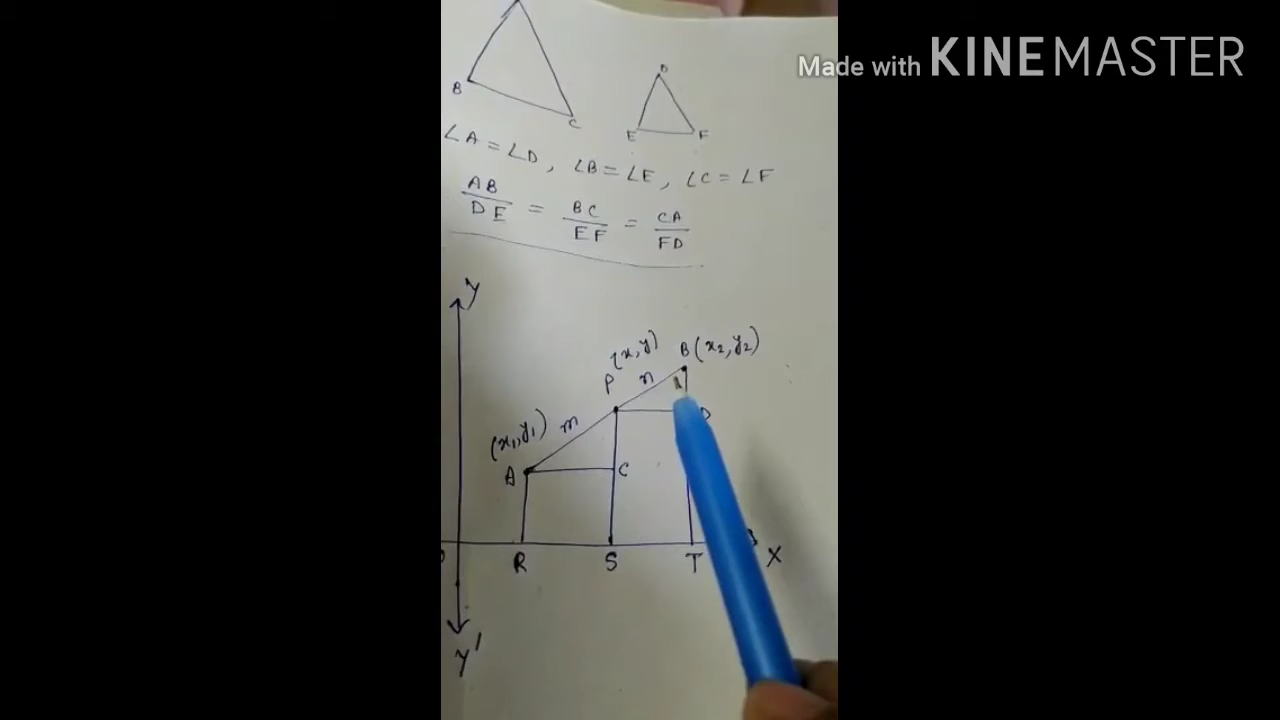 Made with KINEMASTER
D
B
C
E F
∠A = ∠D, ∠B = ∠E, ∠C = ∠F
AB/DE = BC/EF = CA/FD
y
(x, y) B (x₂, y₂)
P n
(x₁, y₁) m
A C
R S T X
y'